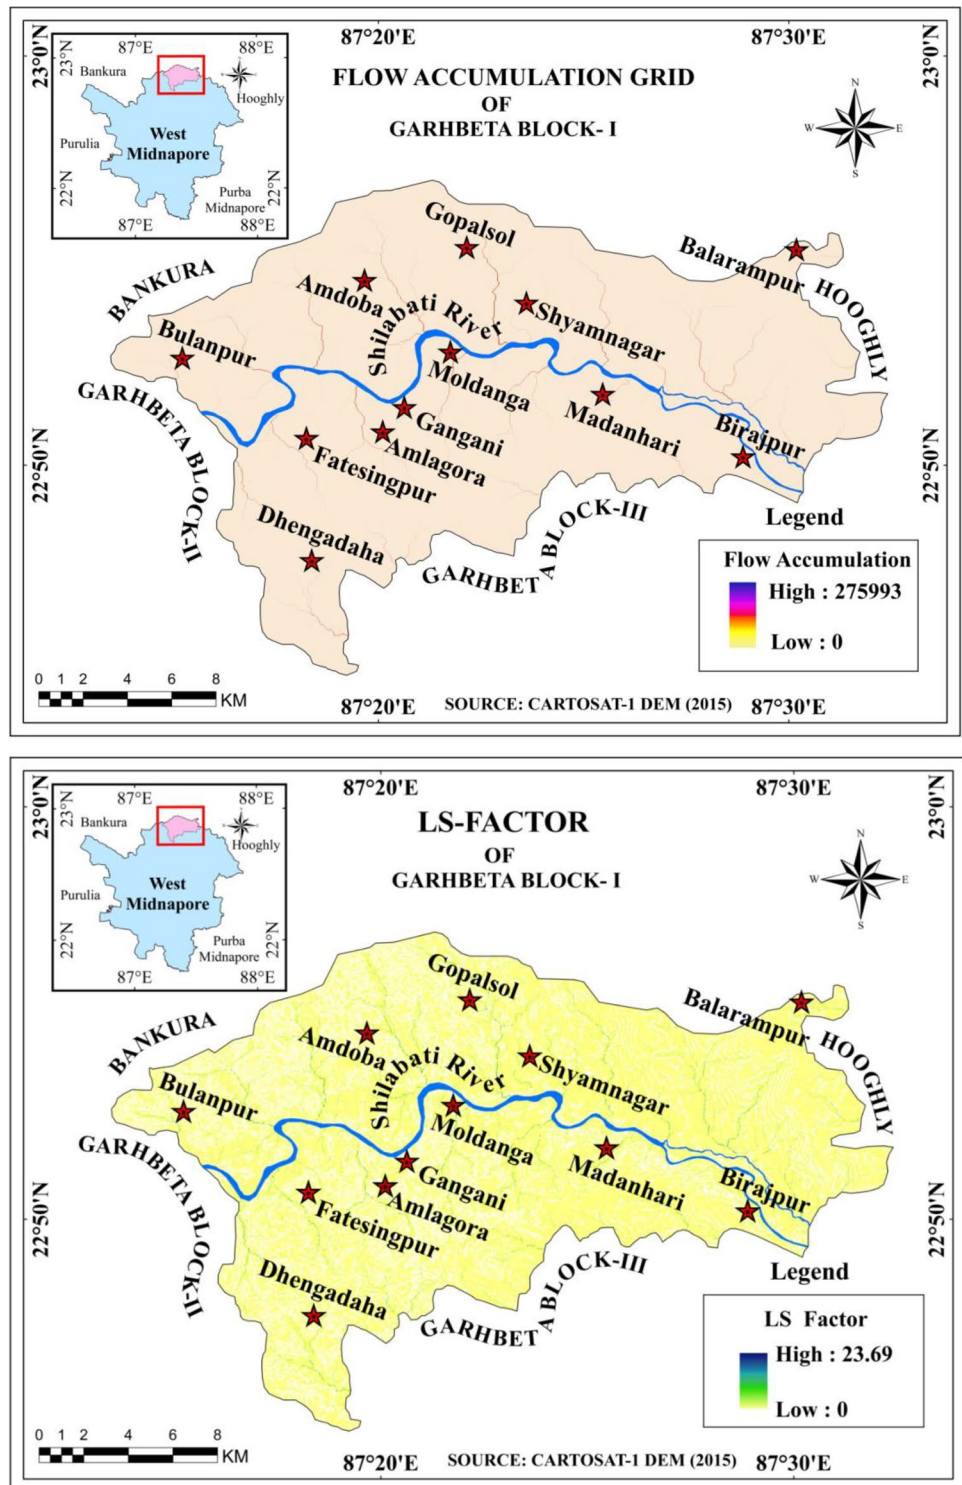 87°20'E
87°30'E
23°0'N
23°0'N
87°E
88°E
23°N
Bankura
Hooghly
West
Midnapore
Purulia
22°N
22°N
Purba
Midnapore
87°E
88°E
FLOW ACCUMULATION GRID
OF
GARHBETA BLOCK- I
N
W
E
S
Gopalsol
Balarampur
HOOGHLY
BANKURA
Amdoba
Shilabati River
Shyamnagar
Bulanpur
Moldanga
GARHBETA BLOCK-II
Gangani
Madanhari
Birajpur
Amlagora
Fatesingpur
22°50'N
22°50'N
Dhengadaha
GARHBETA BLOCK-III
Legend
Flow Accumulation
High : 275993
Low : 0
0 1 2 4 6 8
KM
87°20'E
SOURCE: CARTOSAT-1 DEM (2015)
87°30'E
87°20'E
87°30'E
23°0'N
23°0'N
87°E
88°E
23°N
Bankura
Hooghly
West
Midnapore
Purulia
22°N
22°N
Purba
Midnapore
87°E
88°E
LS-FACTOR
OF
GARHBETA BLOCK- I
N
W
E
S
Gopalsol
Balarampur
HOOGHLY
BANKURA
Amdoba
Shilabati River
Shyamnagar
Bulanpur
Moldanga
GARHBETA BLOCK-II
Gangani
Madanhari
Birajpur
Amlagora
Fatesingpur
22°50'N
22°50'N
Dhengadaha
GARHBETA BLOCK-III
Legend
LS Factor
High : 23.69
Low : 0
0 1 2 4 6 8
KM
87°20'E
SOURCE: CARTOSAT-1 DEM (2015)
87°30'E